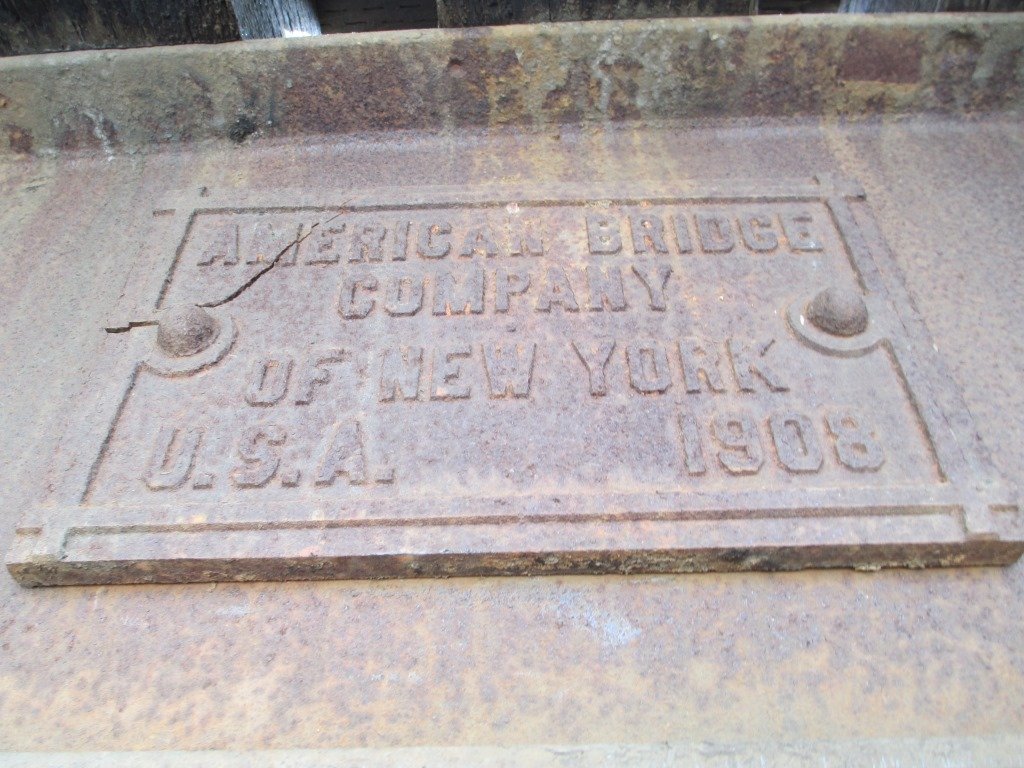 AMERICAN BRIDGE
COMPANY
OF NEW YORK
U.S.A. 1908